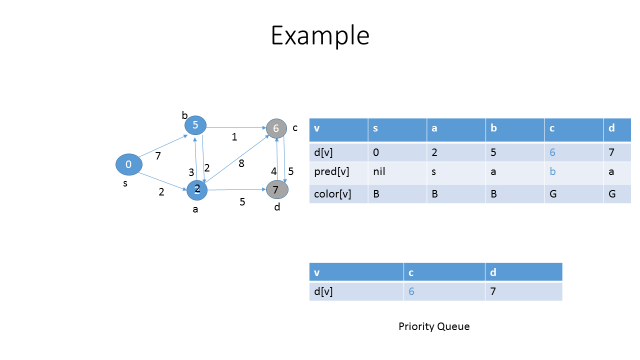 Example
b
5
6
c
1
7
0
8
3
2
4
5
s
2
2
7
5
a
d
v s a b c d
d[v] 0 2 5 6 7
pred[v] nil s a b a
color[v] B B B G G
v c d
d[v] 6 7
Priority Queue